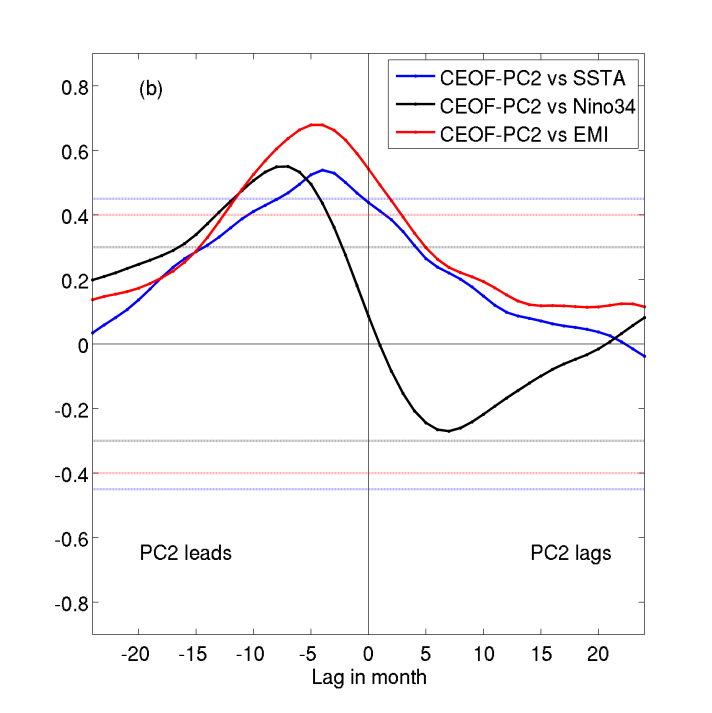 (b)
CEOF-PC2 vs SSTA
CEOF-PC2 vs Nino34
CEOF-PC2 vs EMI
0.8
0.6
0.4
0.2
0
-0.2
-0.4
-0.6
-0.8
PC2 leads
PC2 lags
-20 -15 -10 -5 0 5 10 15 20
Lag in month